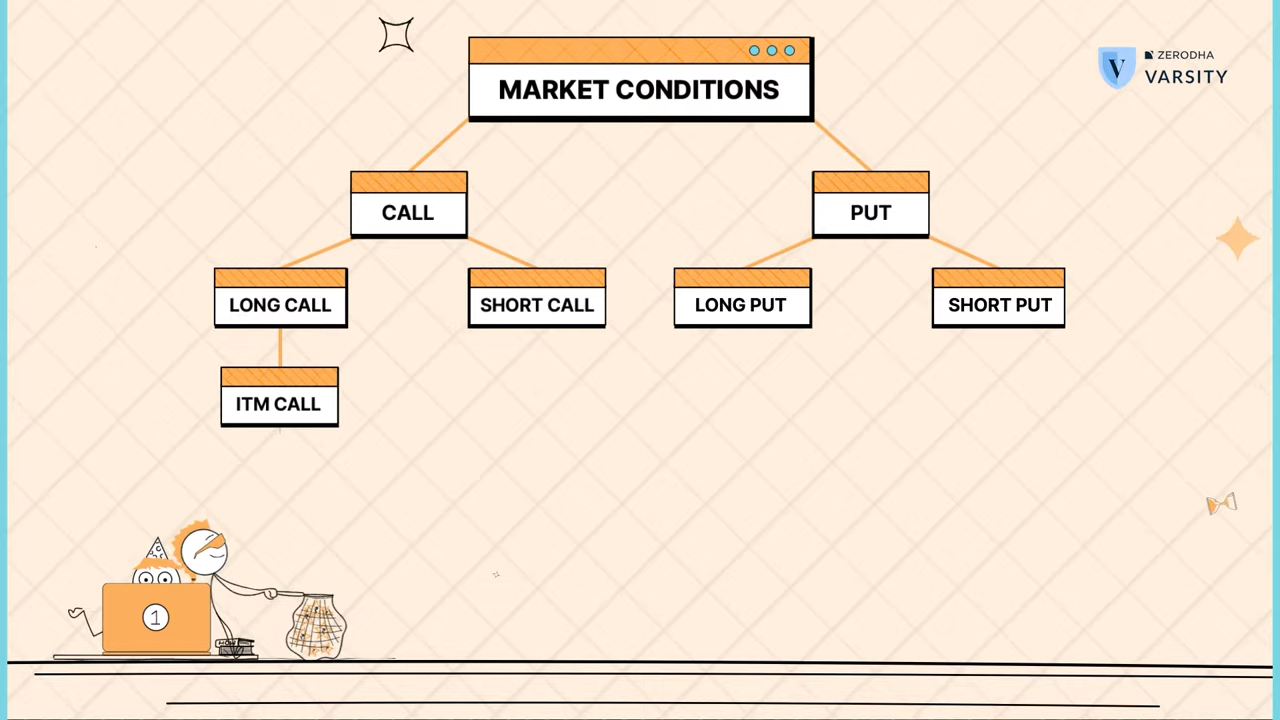 MARKET CONDITIONS
ZERODHA
VARSITY
CALL
PUT
LONG CALL
SHORT CALL
LONG PUT
SHORT PUT
ITM CALL
1